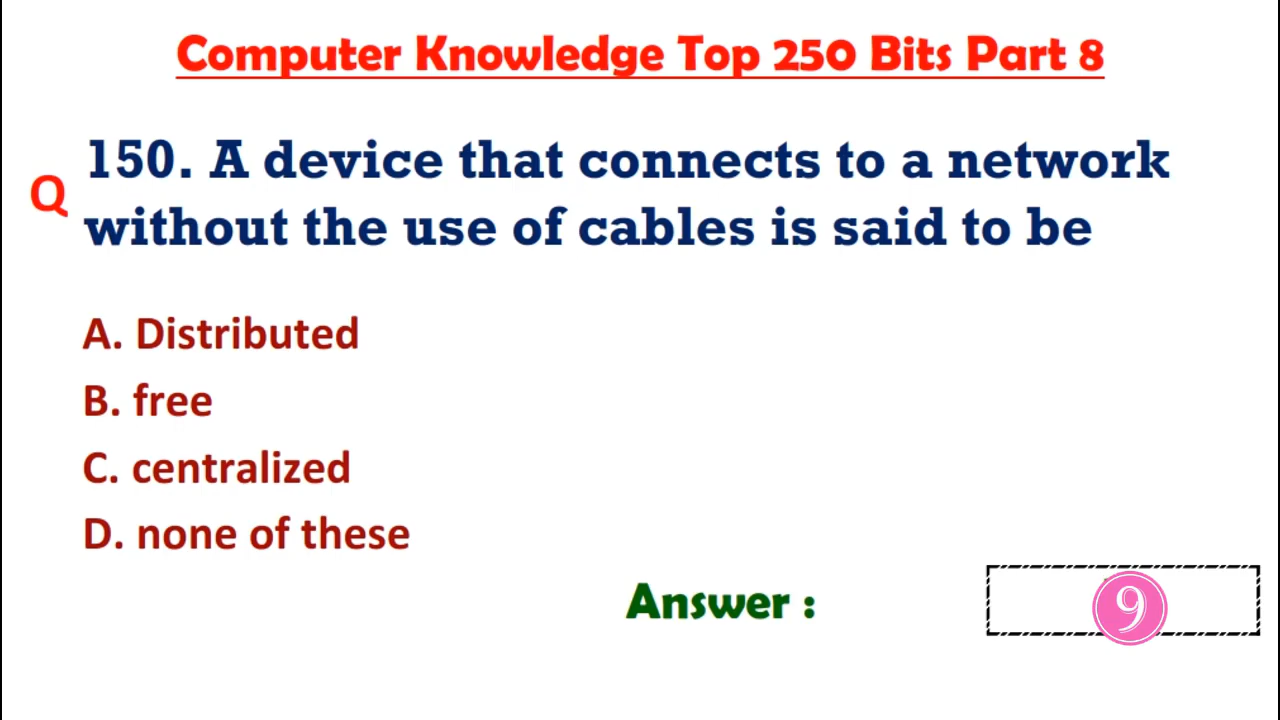 Computer Knowledge Top 250 Bits Part 8
Q
150. A device that connects to a network
without the use of cables is said to be
A. Distributed
B. free
C. centralized
D. none of these
Answer :
9